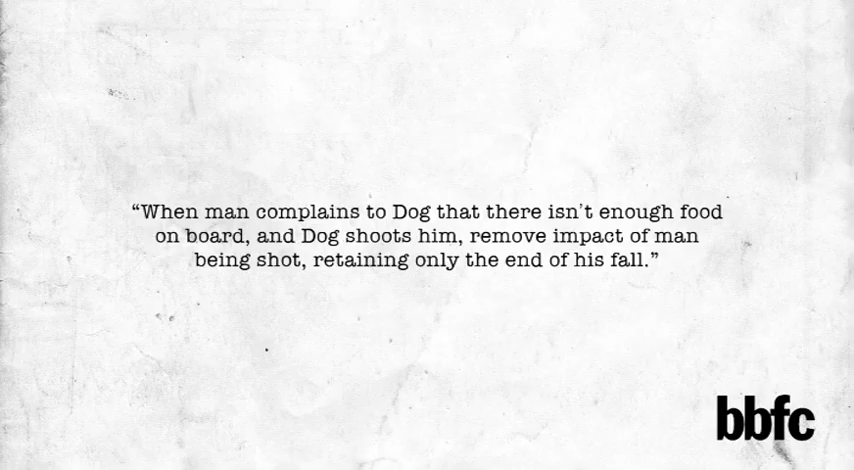 “When man complains to Dog that there isn’t enough food
on board, and Dog shoots him, remove impact of man
being shot, retaining only the end of his fall.”
bbfc